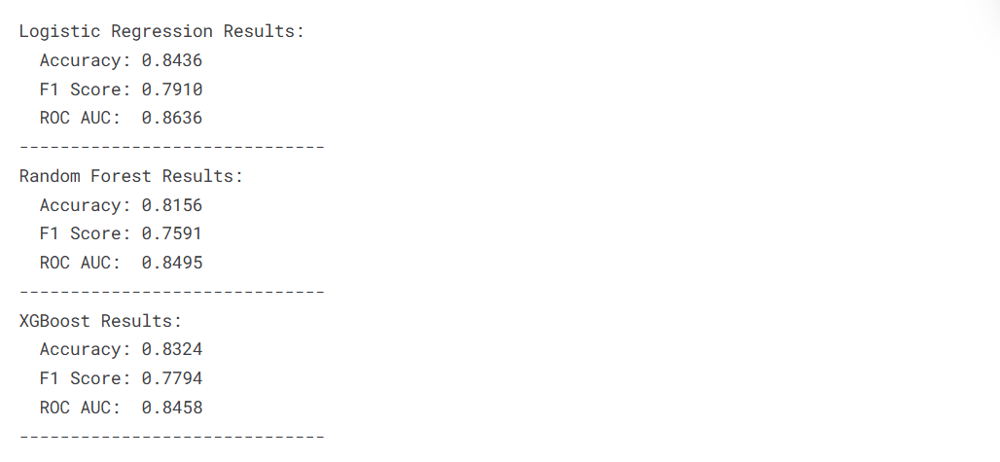 Logistic Regression Results:
  Accuracy: 0.8436
  F1 Score: 0.7910
  ROC AUC:  0.8636
------------------------------
Random Forest Results:
  Accuracy: 0.8156
  F1 Score: 0.7591
  ROC AUC:  0.8495
------------------------------
XGBoost Results:
  Accuracy: 0.8324
  F1 Score: 0.7794
  ROC AUC:  0.8458
------------------------------